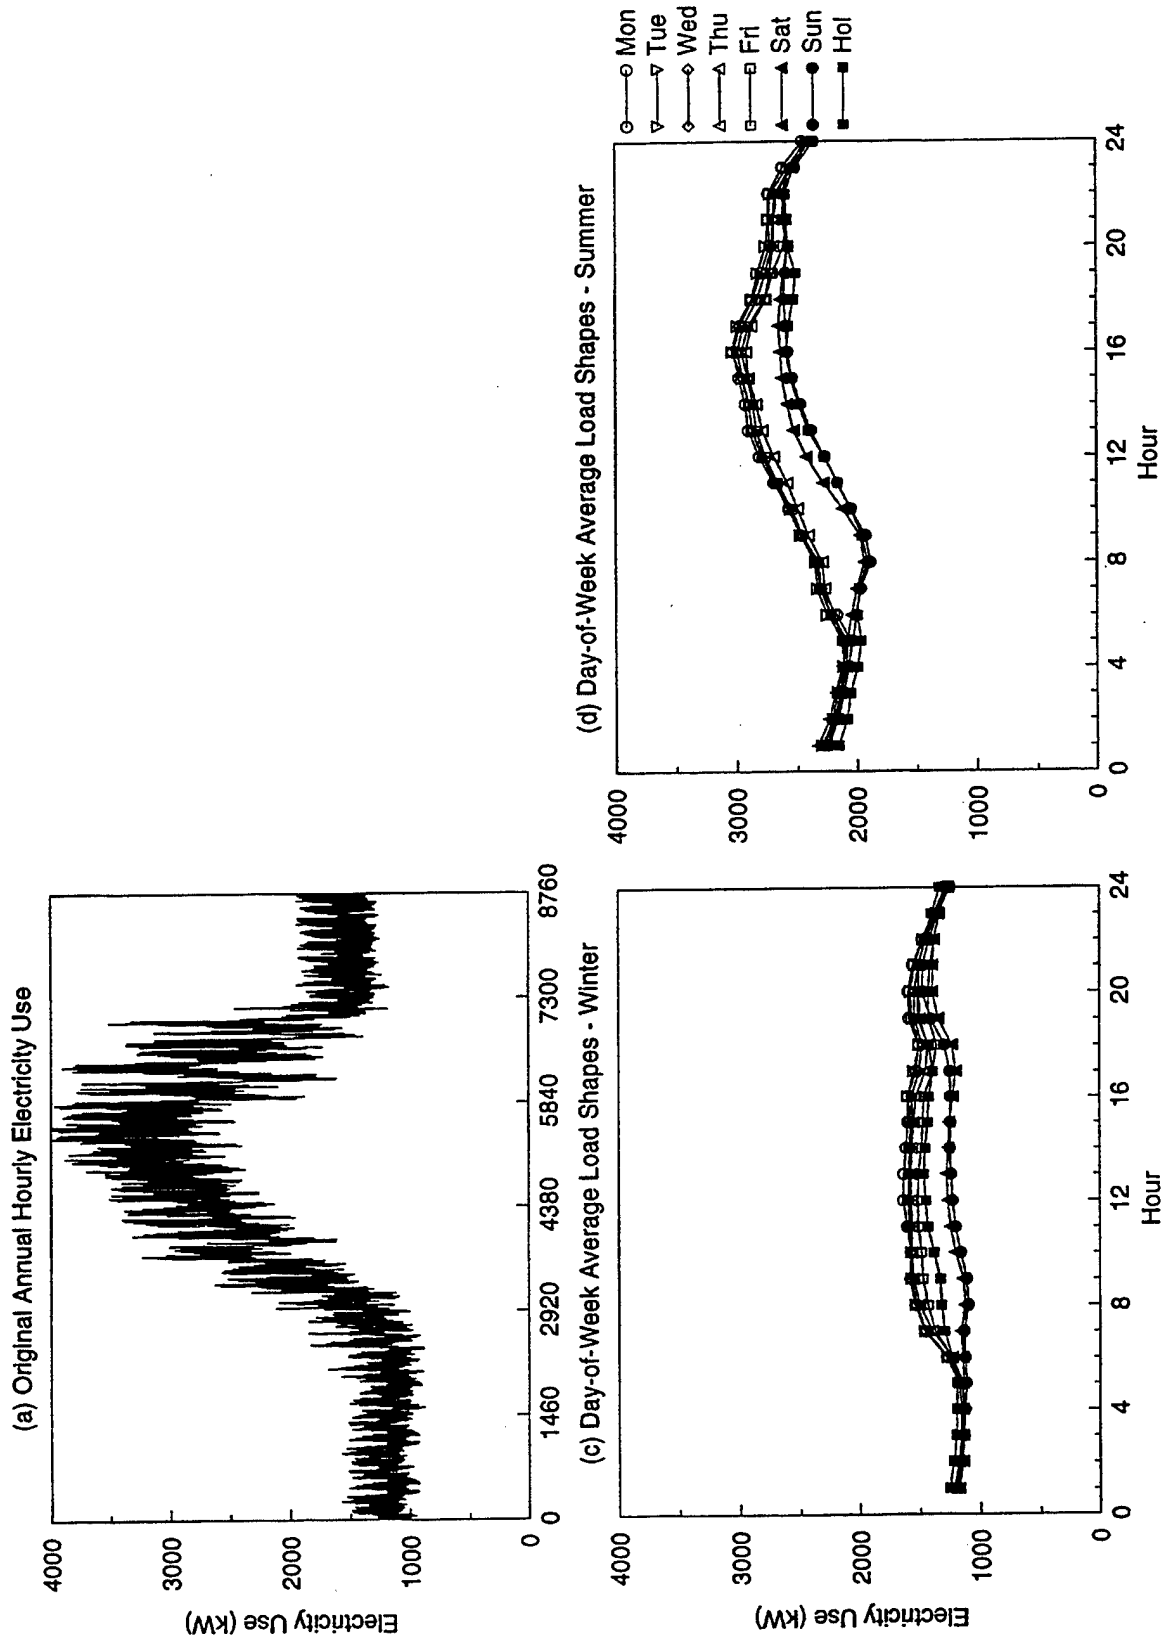 (a) Original Annual Hourly Electricity Use
Electricity Use (kW)
4000
3000
2000
1000
0
0 1460 2920 4380 5840 7300 8760
(c) Day-of-Week Average Load Shapes - Winter
Electricity Use (kW)
4000
3000
2000
1000
0
0 4 8 12 16 20 24
Hour
(d) Day-of-Week Average Load Shapes - Summer
4000
3000
2000
1000
0
0 4 8 12 16 20 24
Hour
Mon
Tue
Wed
Thu
Fri
Sat
Sun
Hol